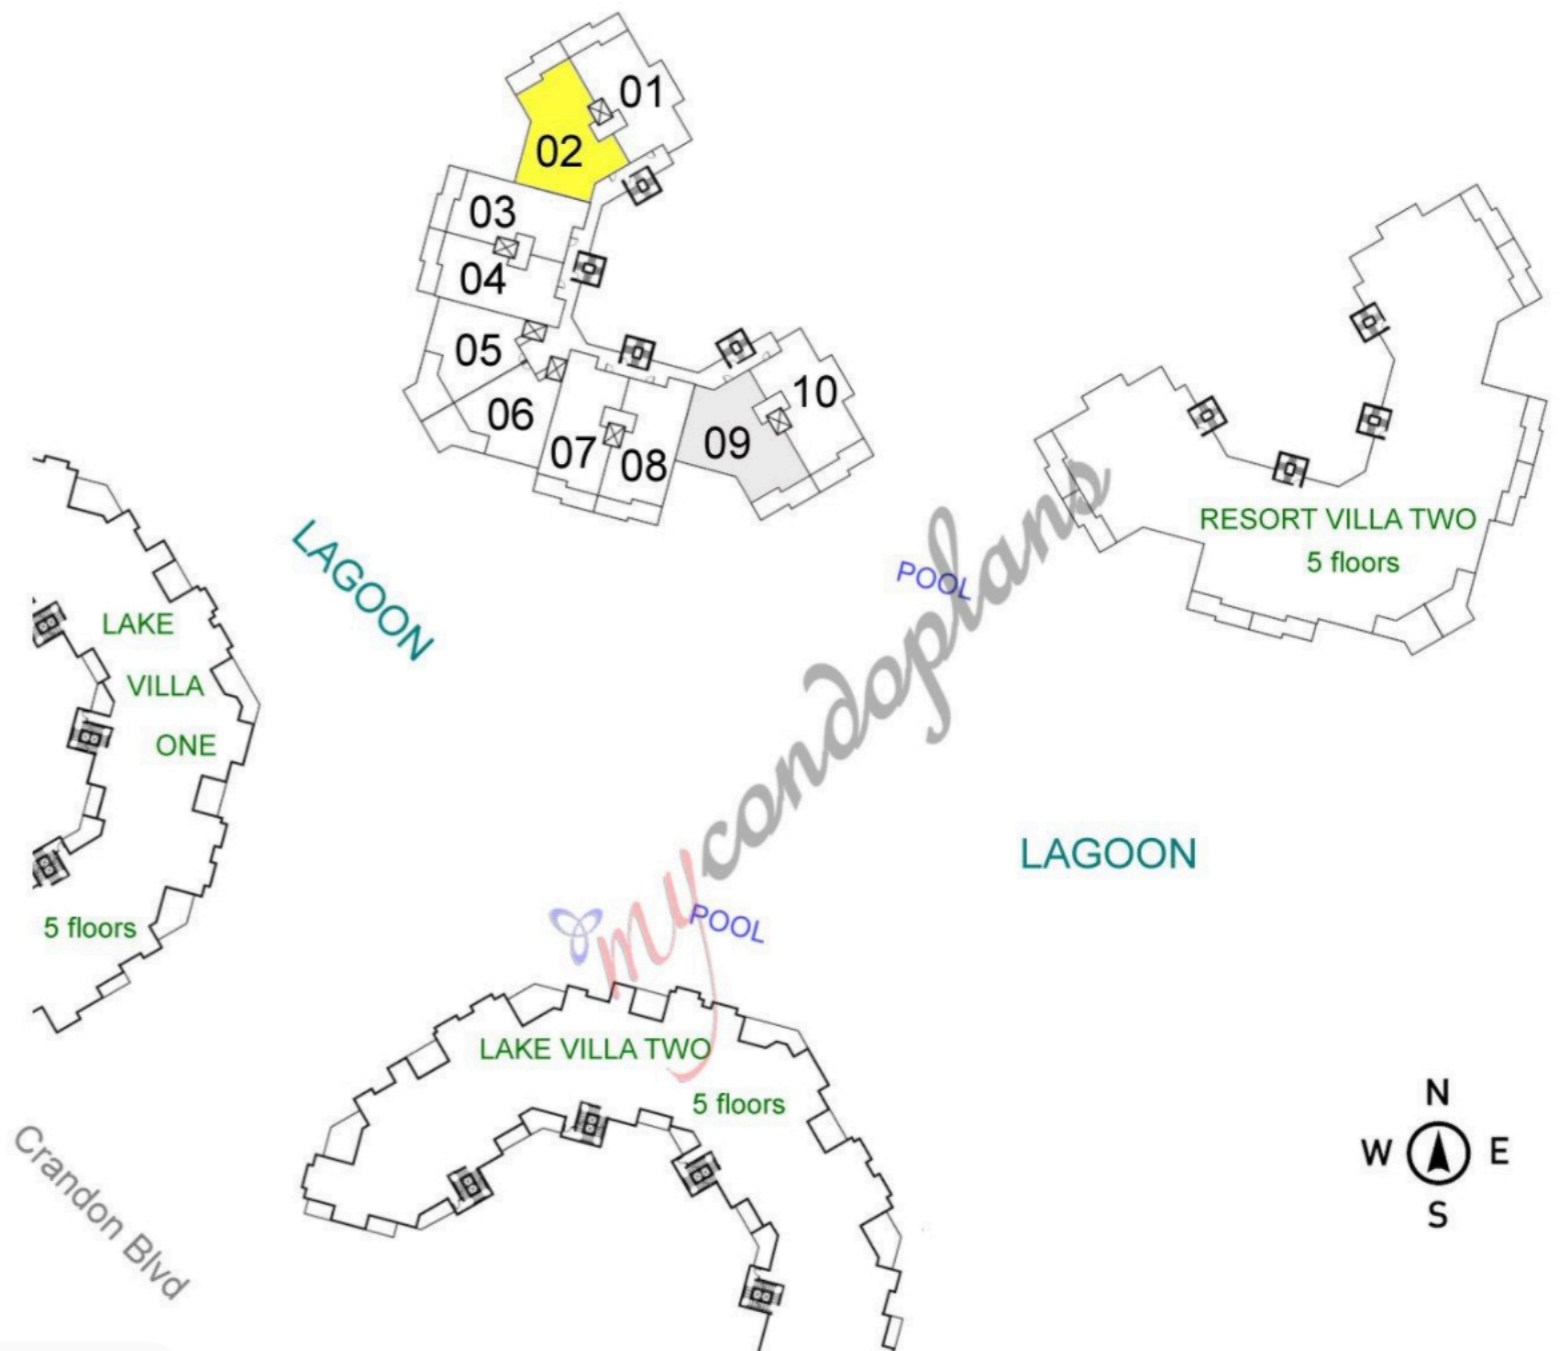 01
02
03
04
05
06
07
08
09
10
RESORT VILLA TWO
5 floors
LAGOON
POOL
LAKE
VILLA
ONE
5 floors
mycondoplans
LAGOON
POOL
LAKE VILLA TWO
5 floors
Crandon Blvd
N
W E
S